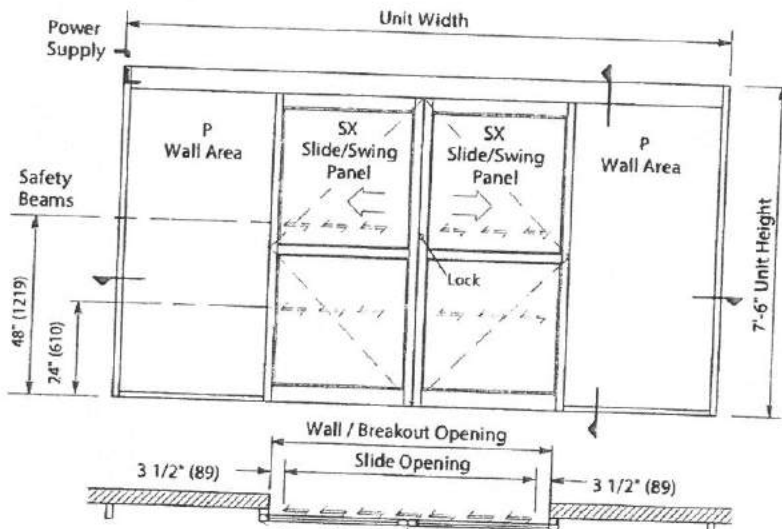 Unit Width
Power
Supply
P
Wall Area
SX
Slide/Swing
Panel
SX
Slide/Swing
Panel
P
Wall Area
Safety
Beams
Lock
48" (1219)
24" (610)
7'-6" Unit Height
Wall / Breakout Opening
3 1/2" (89)
Slide Opening
3 1/2" (89)